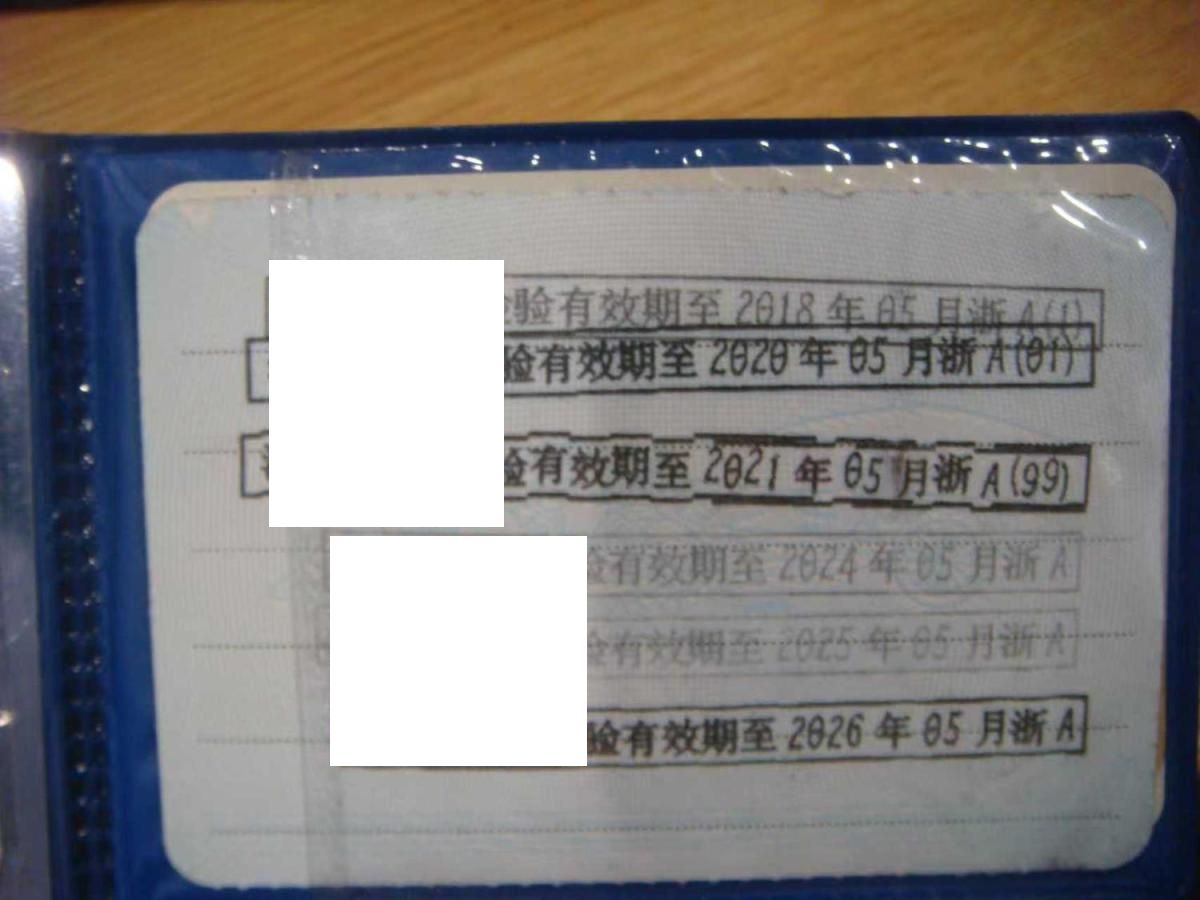 验有效期至 2018 年 05 月浙 A(1)
验有效期至 2020 年 05 月浙 A(01)
验有效期至 2021 年 05 月浙 A(99)
验有效期至 2024 年 05 月浙 A
验有效期至 2025 年 05 月浙 A
验有效期至 2026 年 05 月浙 A